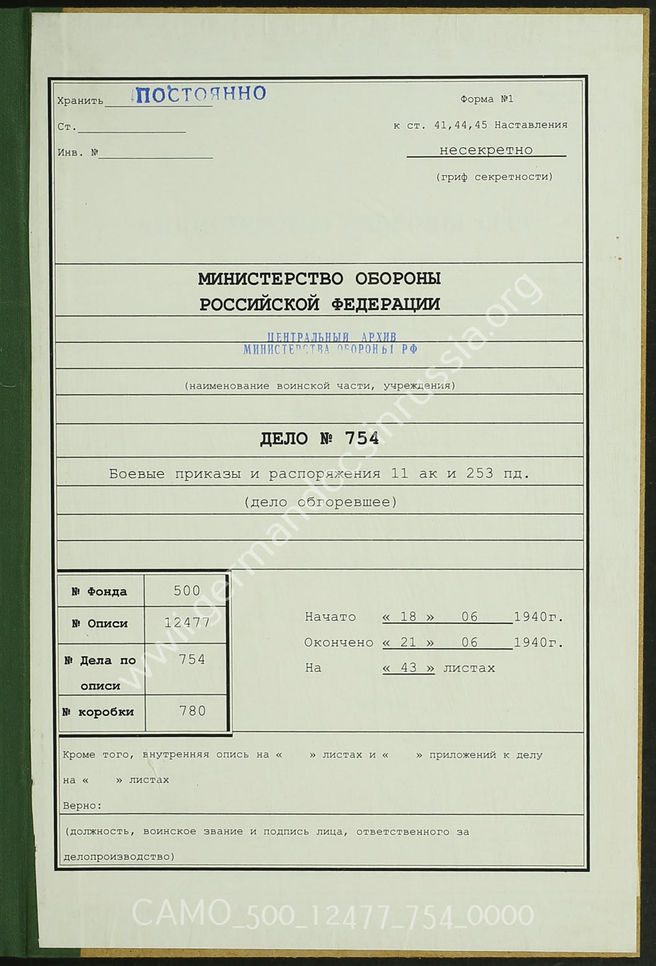 Хранить ПОСТОЯННО
Форма №1
Ст.
к ст. 41,44,45 Наставления
Инв. №
несекретно
(гриф секретности)
МИНИСТЕРСТВО ОБОРОНЫ
РОССИЙСКОЙ ФЕДЕРАЦИИ
ЦЕНТРАЛЬНЫЙ АРХИВ
МИНИСТЕРСТВА ОБОРОНЫ РФ
(наименование воинской части, учреждения)
ДЕЛО № 754
Боевые приказы и распоряжения 11 ак и 253 пд.
(дело обгоревшее)
№ Фонда 500
№ Описи 12477
№ Дела по описи 754
№ коробки 780
Начато « 18 » 06 1940г.
Окончено « 21 » 06 1940г.
На « 43 » листах
Кроме того, внутренняя опись на « » листах и « » приложений к делу
на « » листах
Верно:
(должность, воинское звание и подпись лица, ответственного за
делопроизводство)
www.germandocsinrussia.org
CAMO_500_12477_754_0000